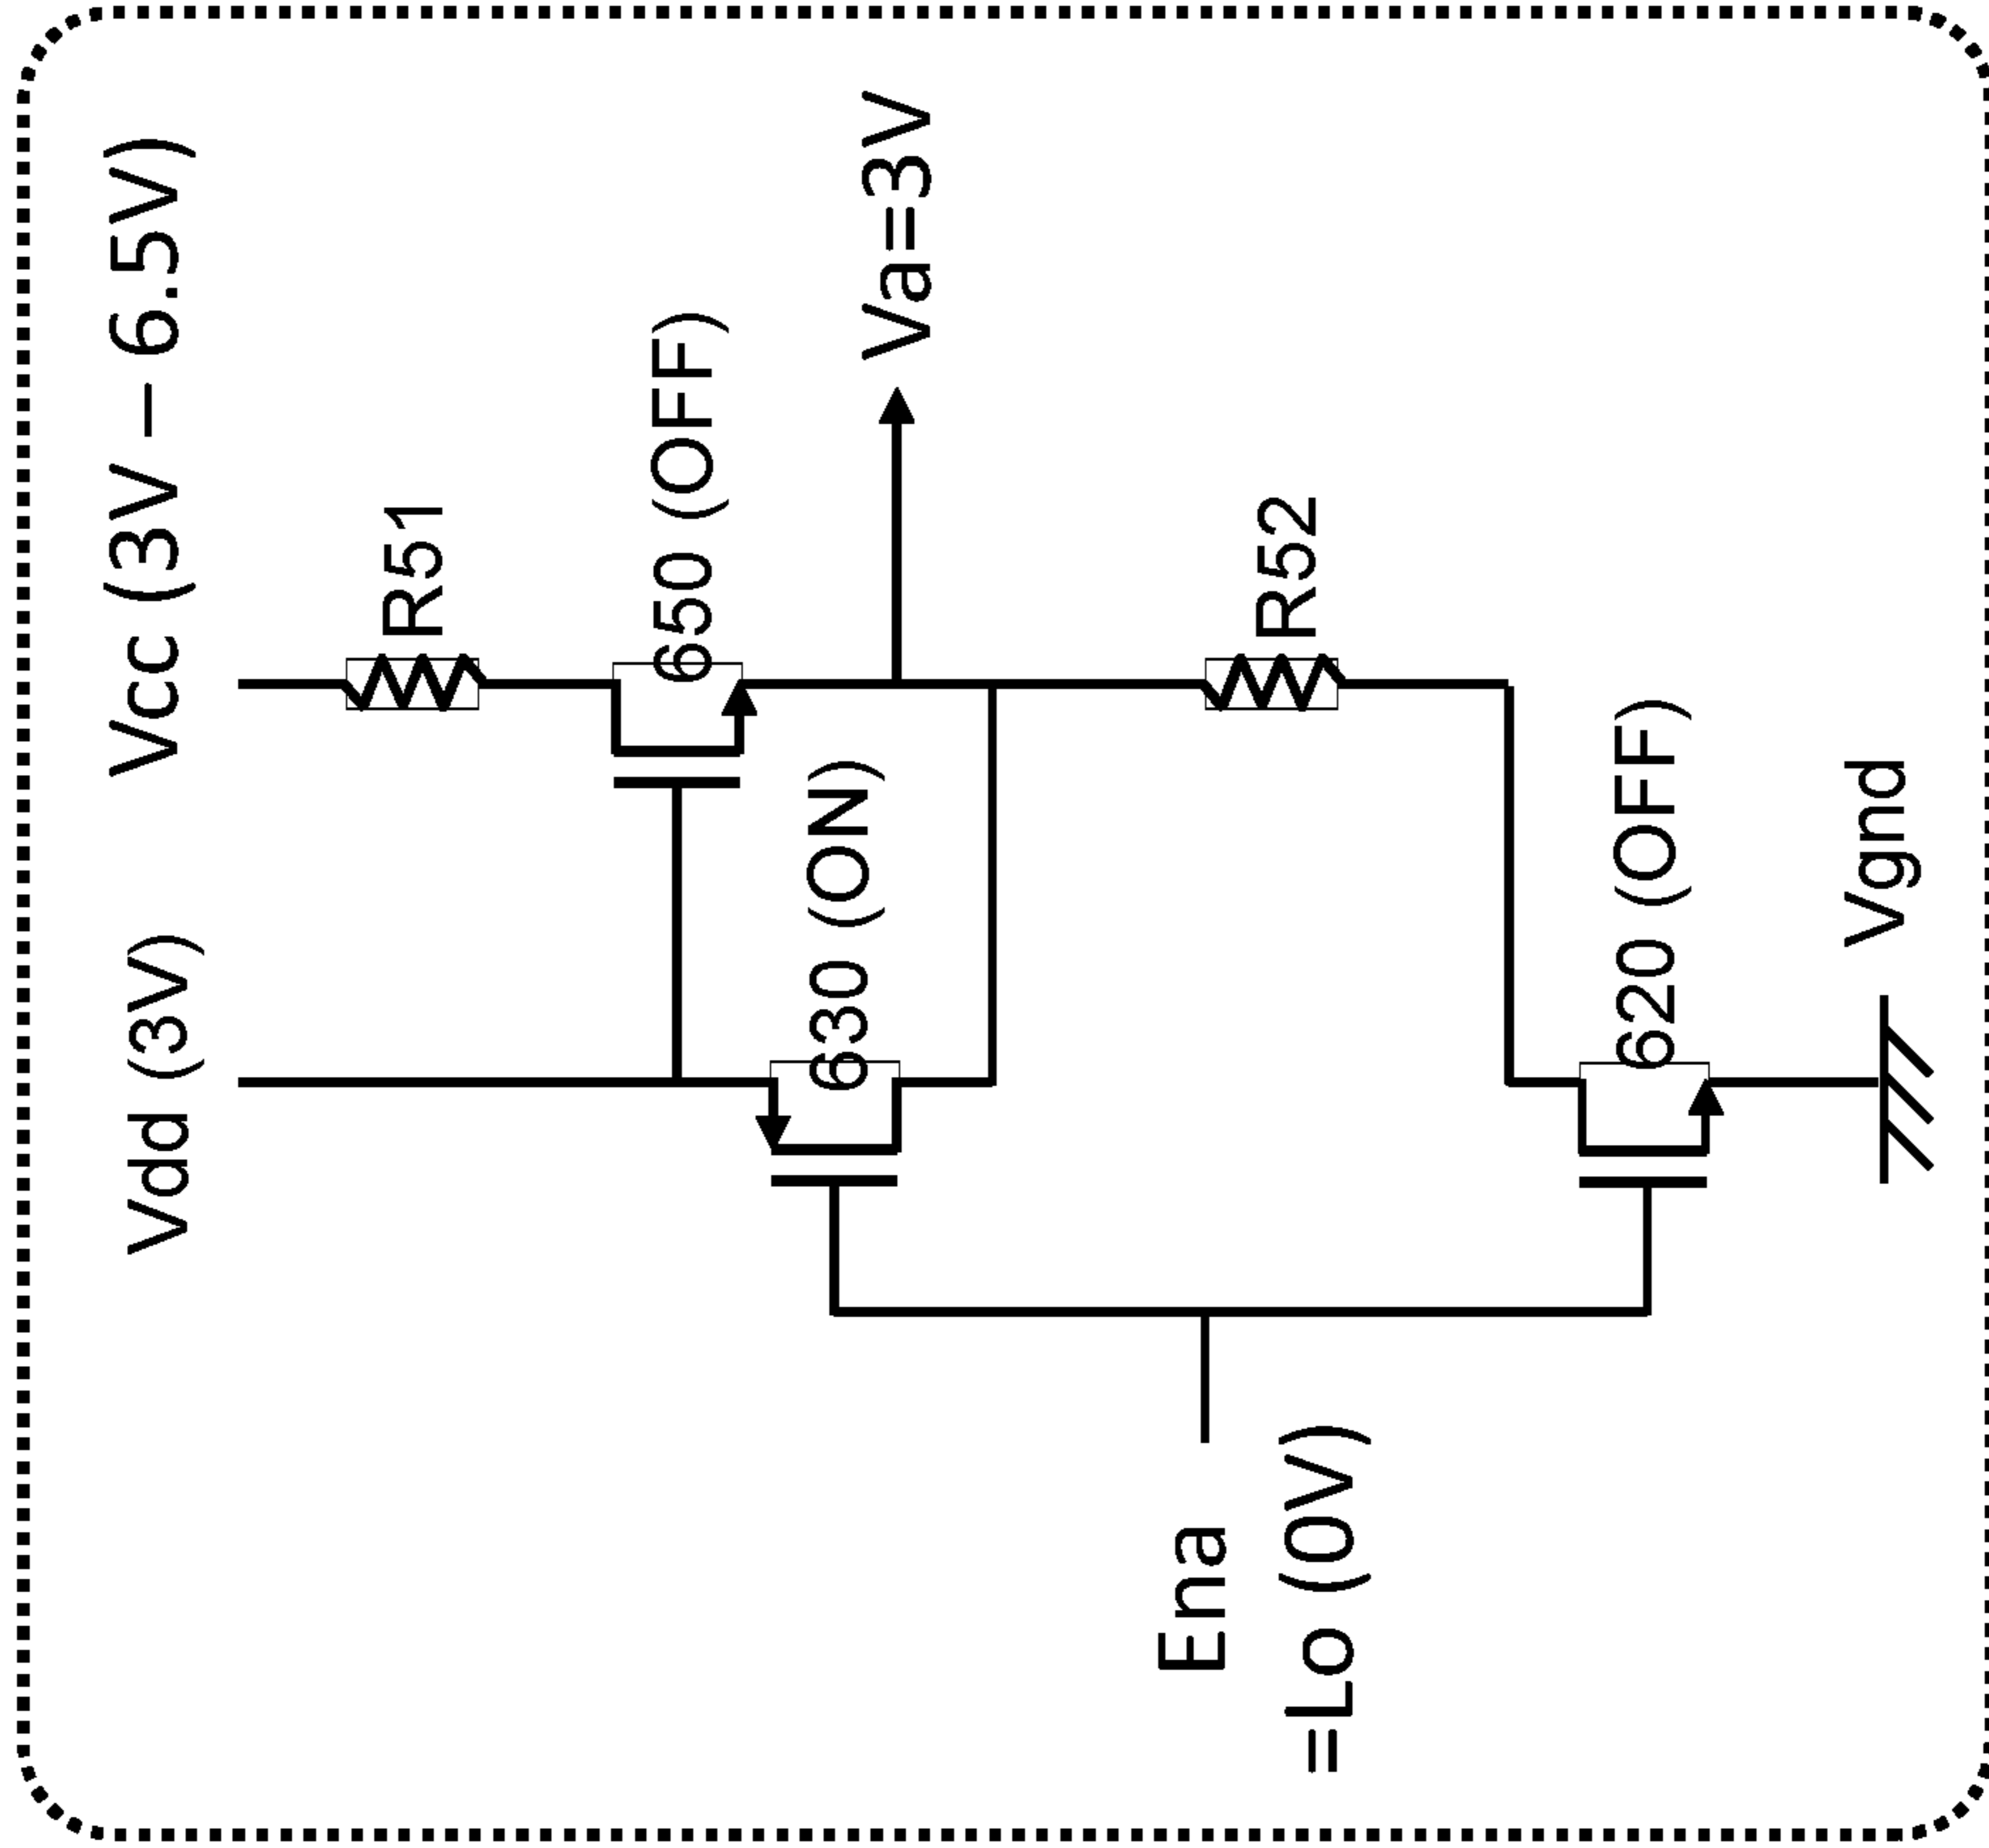 Vdd (3V)
Vcc (3V – 6.5V)
R51
650 (OFF)
630 (ON)
Va=3V
Ena
=Lo (0V)
R52
620 (OFF)
Vgnd